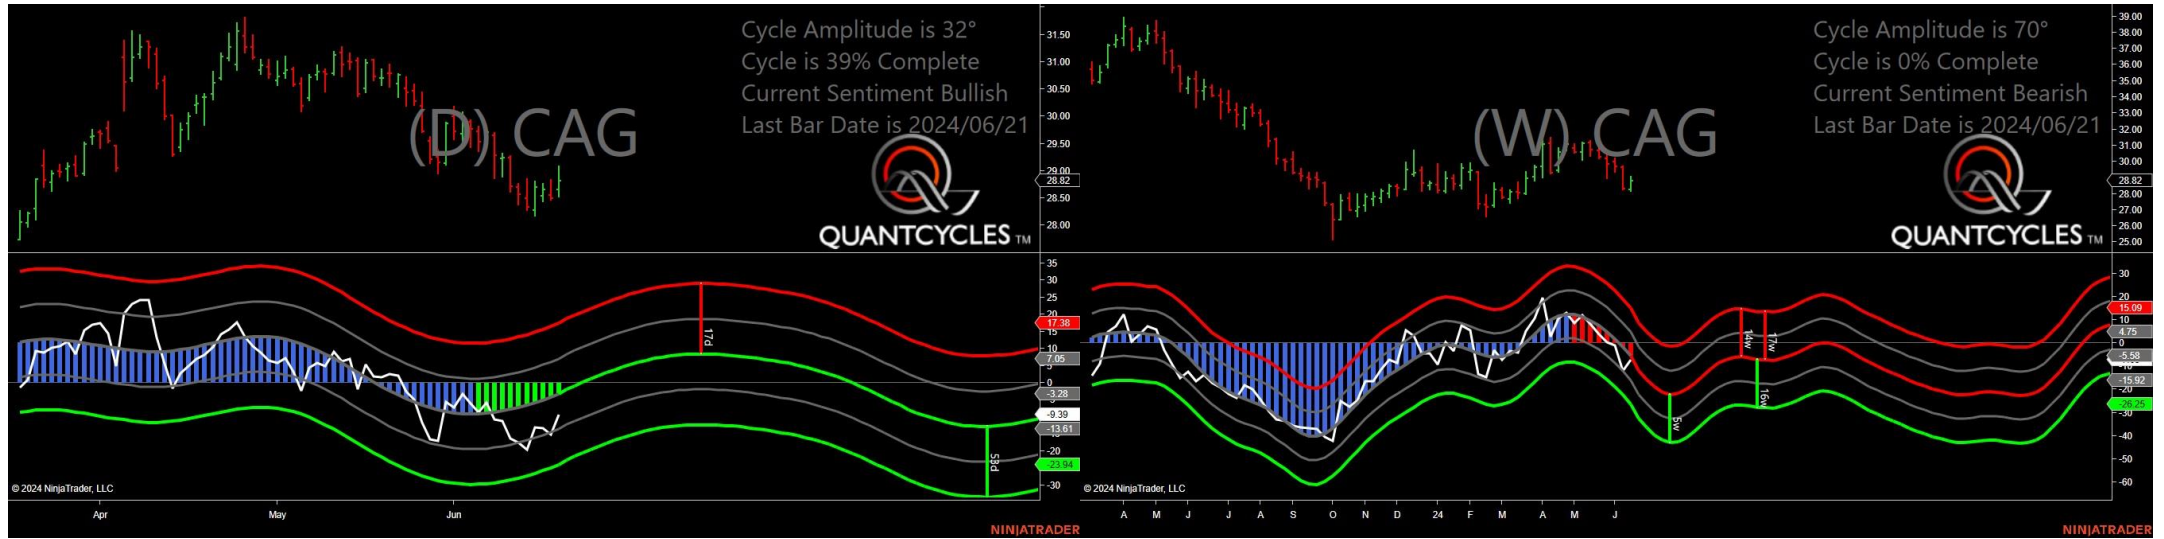 Cycle Amplitude is 32°
Cycle is 39% Complete
Current Sentiment Bullish
Last Bar Date is 2024/06/21
(D) CAG
QUANTCYCLES TM
31.50
31.00
30.50
30.00
29.50
29.00
28.82
28.50
28.00
35
30
25
20
17.38
15
10
7.05
5
0
-3.28
-9.39
-13.61
-20
-23.94
-30
17d
53d
© 2024 NinjaTrader, LLC
Apr May Jun
NINJATRADER
Cycle Amplitude is 70°
Cycle is 0% Complete
Current Sentiment Bearish
Last Bar Date is 2024/06/21
(W) CAG
QUANTCYCLES TM
39.00
38.00
37.00
36.00
35.00
34.00
33.00
32.00
31.00
30.00
28.82
28.00
27.00
26.00
25.00
30
20
15.09
10
4.75
0
-5.58
-15.92
-26.25
-30
-40
-50
-60
5w
14w
17w
16w
© 2024 NinjaTrader, LLC
A M J J A S O N D 24 F M A M J
NINJATRADER